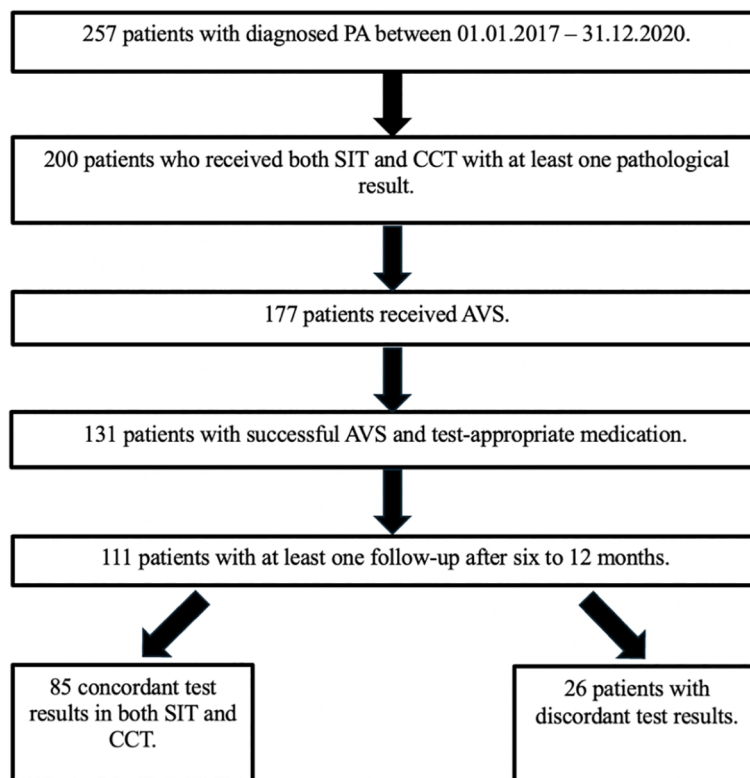 257 patients with diagnosed PA between 01.01.2017 – 31.12.2020.
200 patients who received both SIT and CCT with at least one pathological
result.
177 patients received AVS.
131 patients with successful AVS and test-appropriate medication.
111 patients with at least one follow-up after six to 12 months.
85 concordant test
results in both SIT and
CCT.
26 patients with
discordant test results.